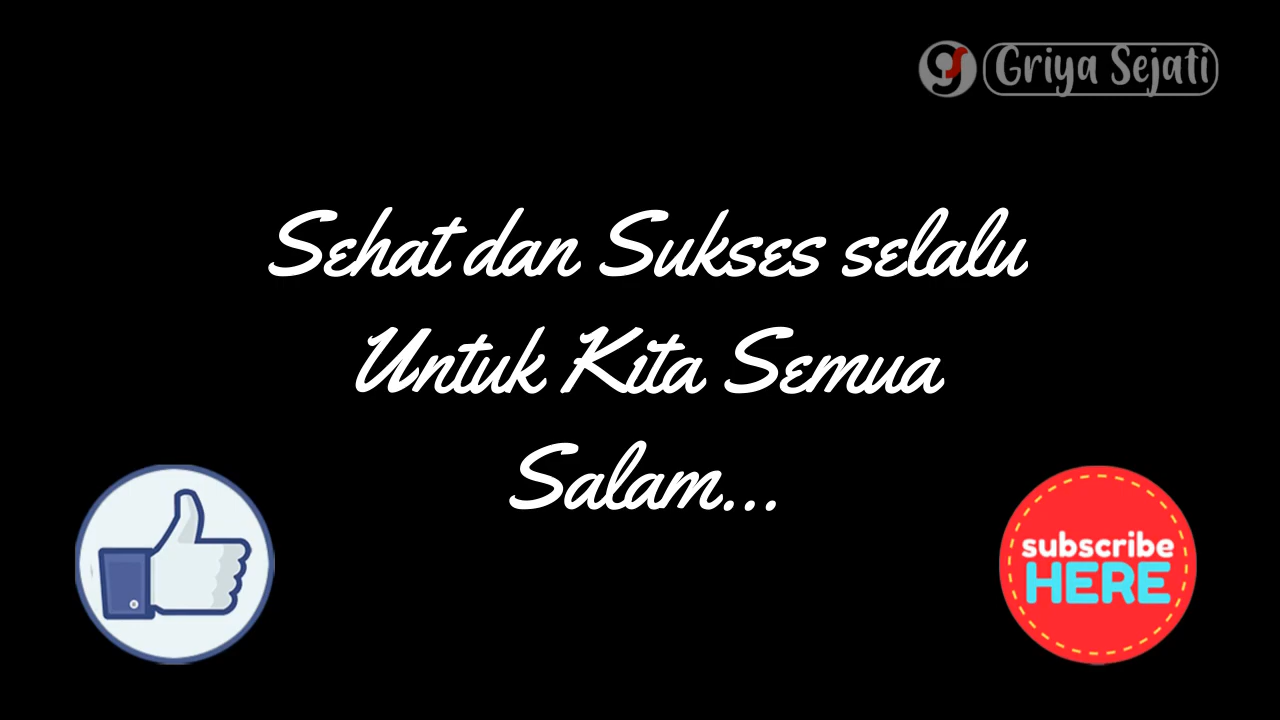 Griya Sejati
Sehat dan Sukses selalu
Untuk Kita Semua
Salam...
subscribe
HERE